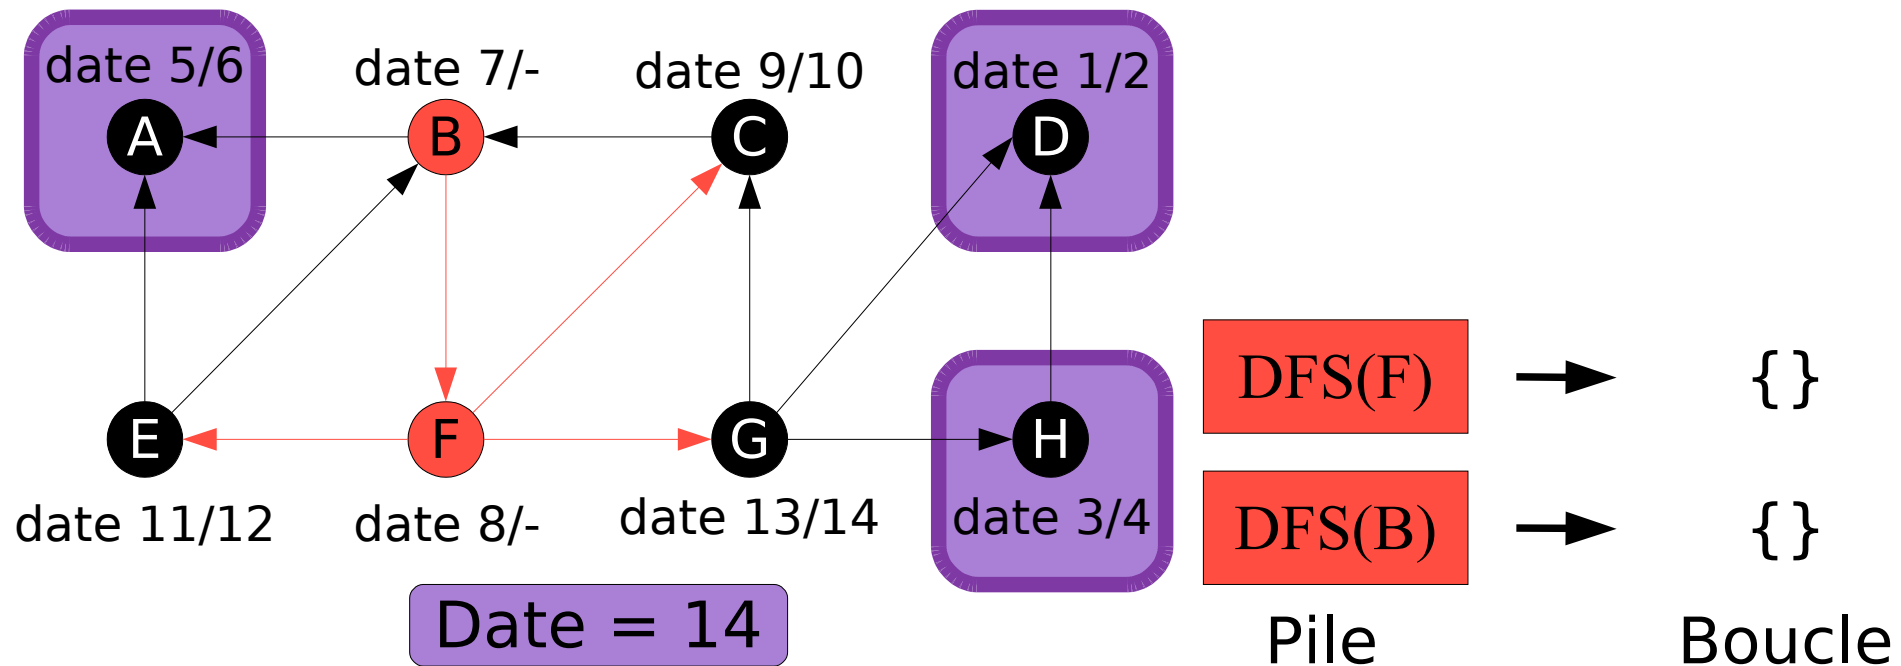 date 5/6
date 7/-
date 9/10
date 1/2
A
B
C
D
E
F
G
H
date 11/12
date 8/-
date 13/14
date 3/4
DFS(F)
{}
DFS(B)
{}
Date = 14
Pile
Boucle